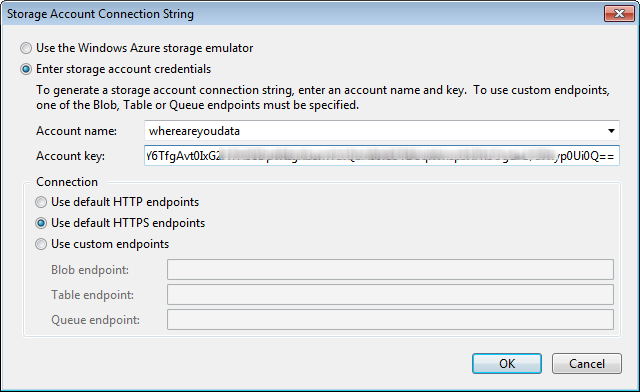 Storage Account Connection String
Use the Windows Azure storage emulator
Enter storage account credentials
To generate a storage account connection string, enter an account name and key. To use custom endpoints,
one of the Blob, Table or Queue endpoints must be specified.
Account name: whereareyoudata
Account key:
Connection
Use default HTTP endpoints
Use default HTTPS endpoints
Use custom endpoints
Blob endpoint:
Table endpoint:
Queue endpoint:
OK Cancel